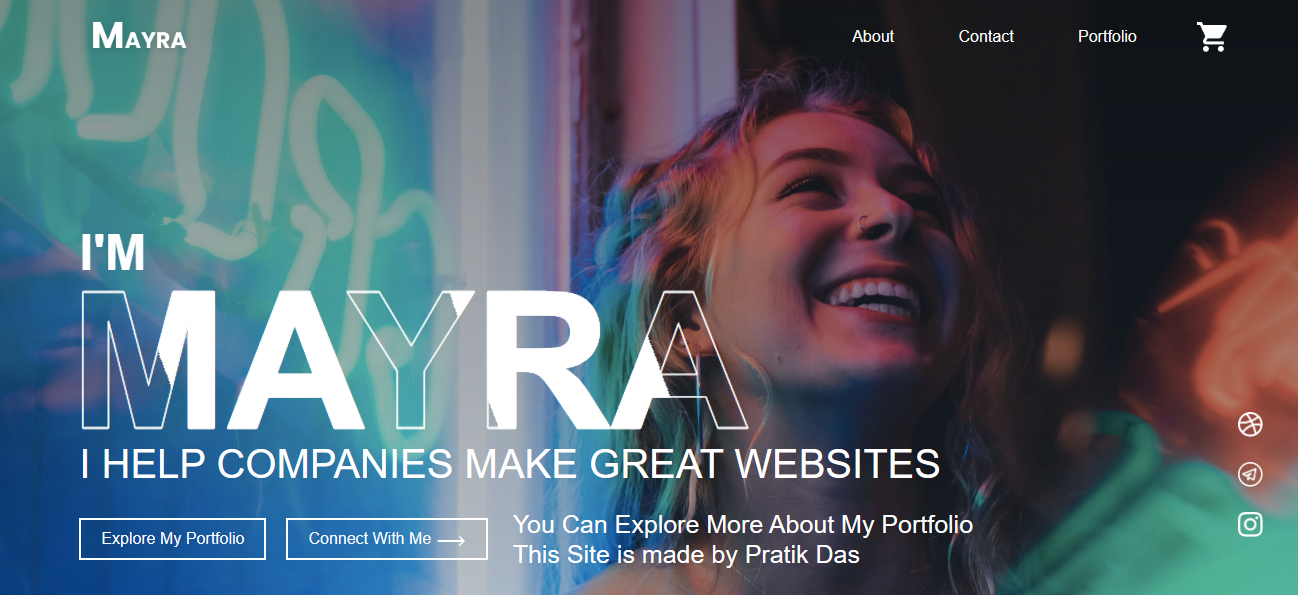 MAYRA
About Contact Portfolio
I'M
MAYRA
I HELP COMPANIES MAKE GREAT WEBSITES
Explore My Portfolio
Connect With Me
You Can Explore More About My Portfolio
This Site is made by Pratik Das